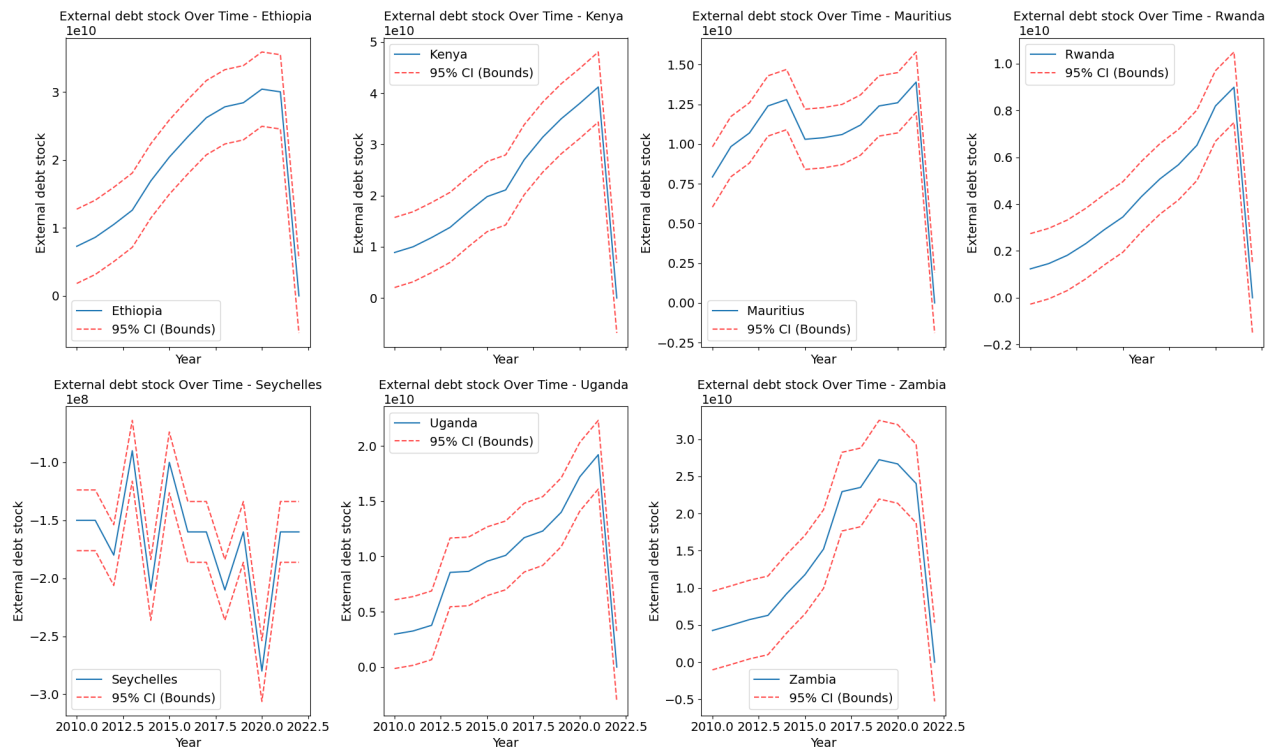 External debt stock Over Time - Ethiopia
1e10
3
2
1
0
External debt stock
Ethiopia
95% CI (Bounds)
Year
External debt stock Over Time - Kenya
1e10
5
4
3
2
1
0
External debt stock
Kenya
95% CI (Bounds)
Year
External debt stock Over Time - Mauritius
1e10
1.50
1.25
1.00
0.75
0.50
0.25
0.00
−0.25
External debt stock
Mauritius
95% CI (Bounds)
Year
External debt stock Over Time - Rwanda
1e10
1.0
0.8
0.6
0.4
0.2
0.0
−0.2
External debt stock
Rwanda
95% CI (Bounds)
Year
External debt stock Over Time - Seychelles
1e8
−1.0
−1.5
−2.0
−2.5
−3.0
External debt stock
Seychelles
95% CI (Bounds)
2010.0 2012.5 2015.0 2017.5 2020.0 2022.5
Year
External debt stock Over Time - Uganda
1e10
2.0
1.5
1.0
0.5
0.0
External debt stock
Uganda
95% CI (Bounds)
2010.0 2012.5 2015.0 2017.5 2020.0 2022.5
Year
External debt stock Over Time - Zambia
1e10
3.0
2.5
2.0
1.5
1.0
0.5
0.0
−0.5
External debt stock
Zambia
95% CI (Bounds)
2010.0 2012.5 2015.0 2017.5 2020.0 2022.5
Year